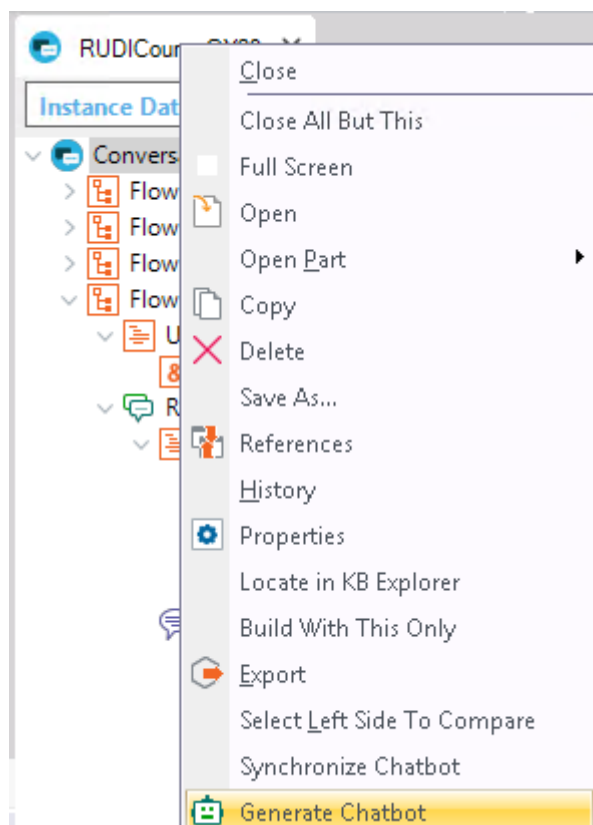 Close
Instance Dat
Close All But This
Convers
Full Screen
Flow
Open
Flow
Open Part
Flow
Flow
Copy
U
Delete
&
Save As...
R
References
History
Properties
Locate in KB Explorer
Build With This Only
Export
Select Left Side To Compare
Synchronize Chatbot
Generate Chatbot